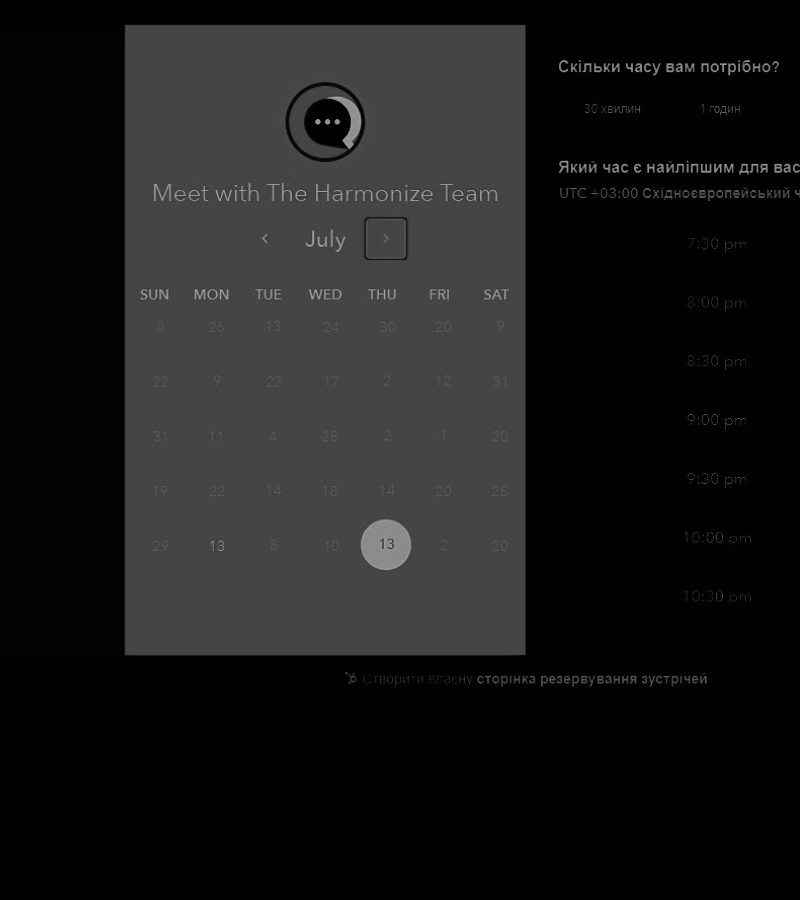 Meet with The Harmonize Team
July
SUN MON TUE WED THU FRI SAT
8 26 13 24 30 20 9
22 9 22 17 2 12 31
31 11 4 28 2 1 20
19 22 14 18 14 20 25
29 13 8 10 13 2 20
Скільки часу вам потрібно?
30 хвилин 1 годин
Який час є найліпшим для вас
UTC +03:00 Східноєвропейський ч
7:30 pm
8:00 pm
8:30 pm
9:00 pm
9:30 pm
10:00 pm
10:30 pm
Створити власну сторінка резервування зустрічей